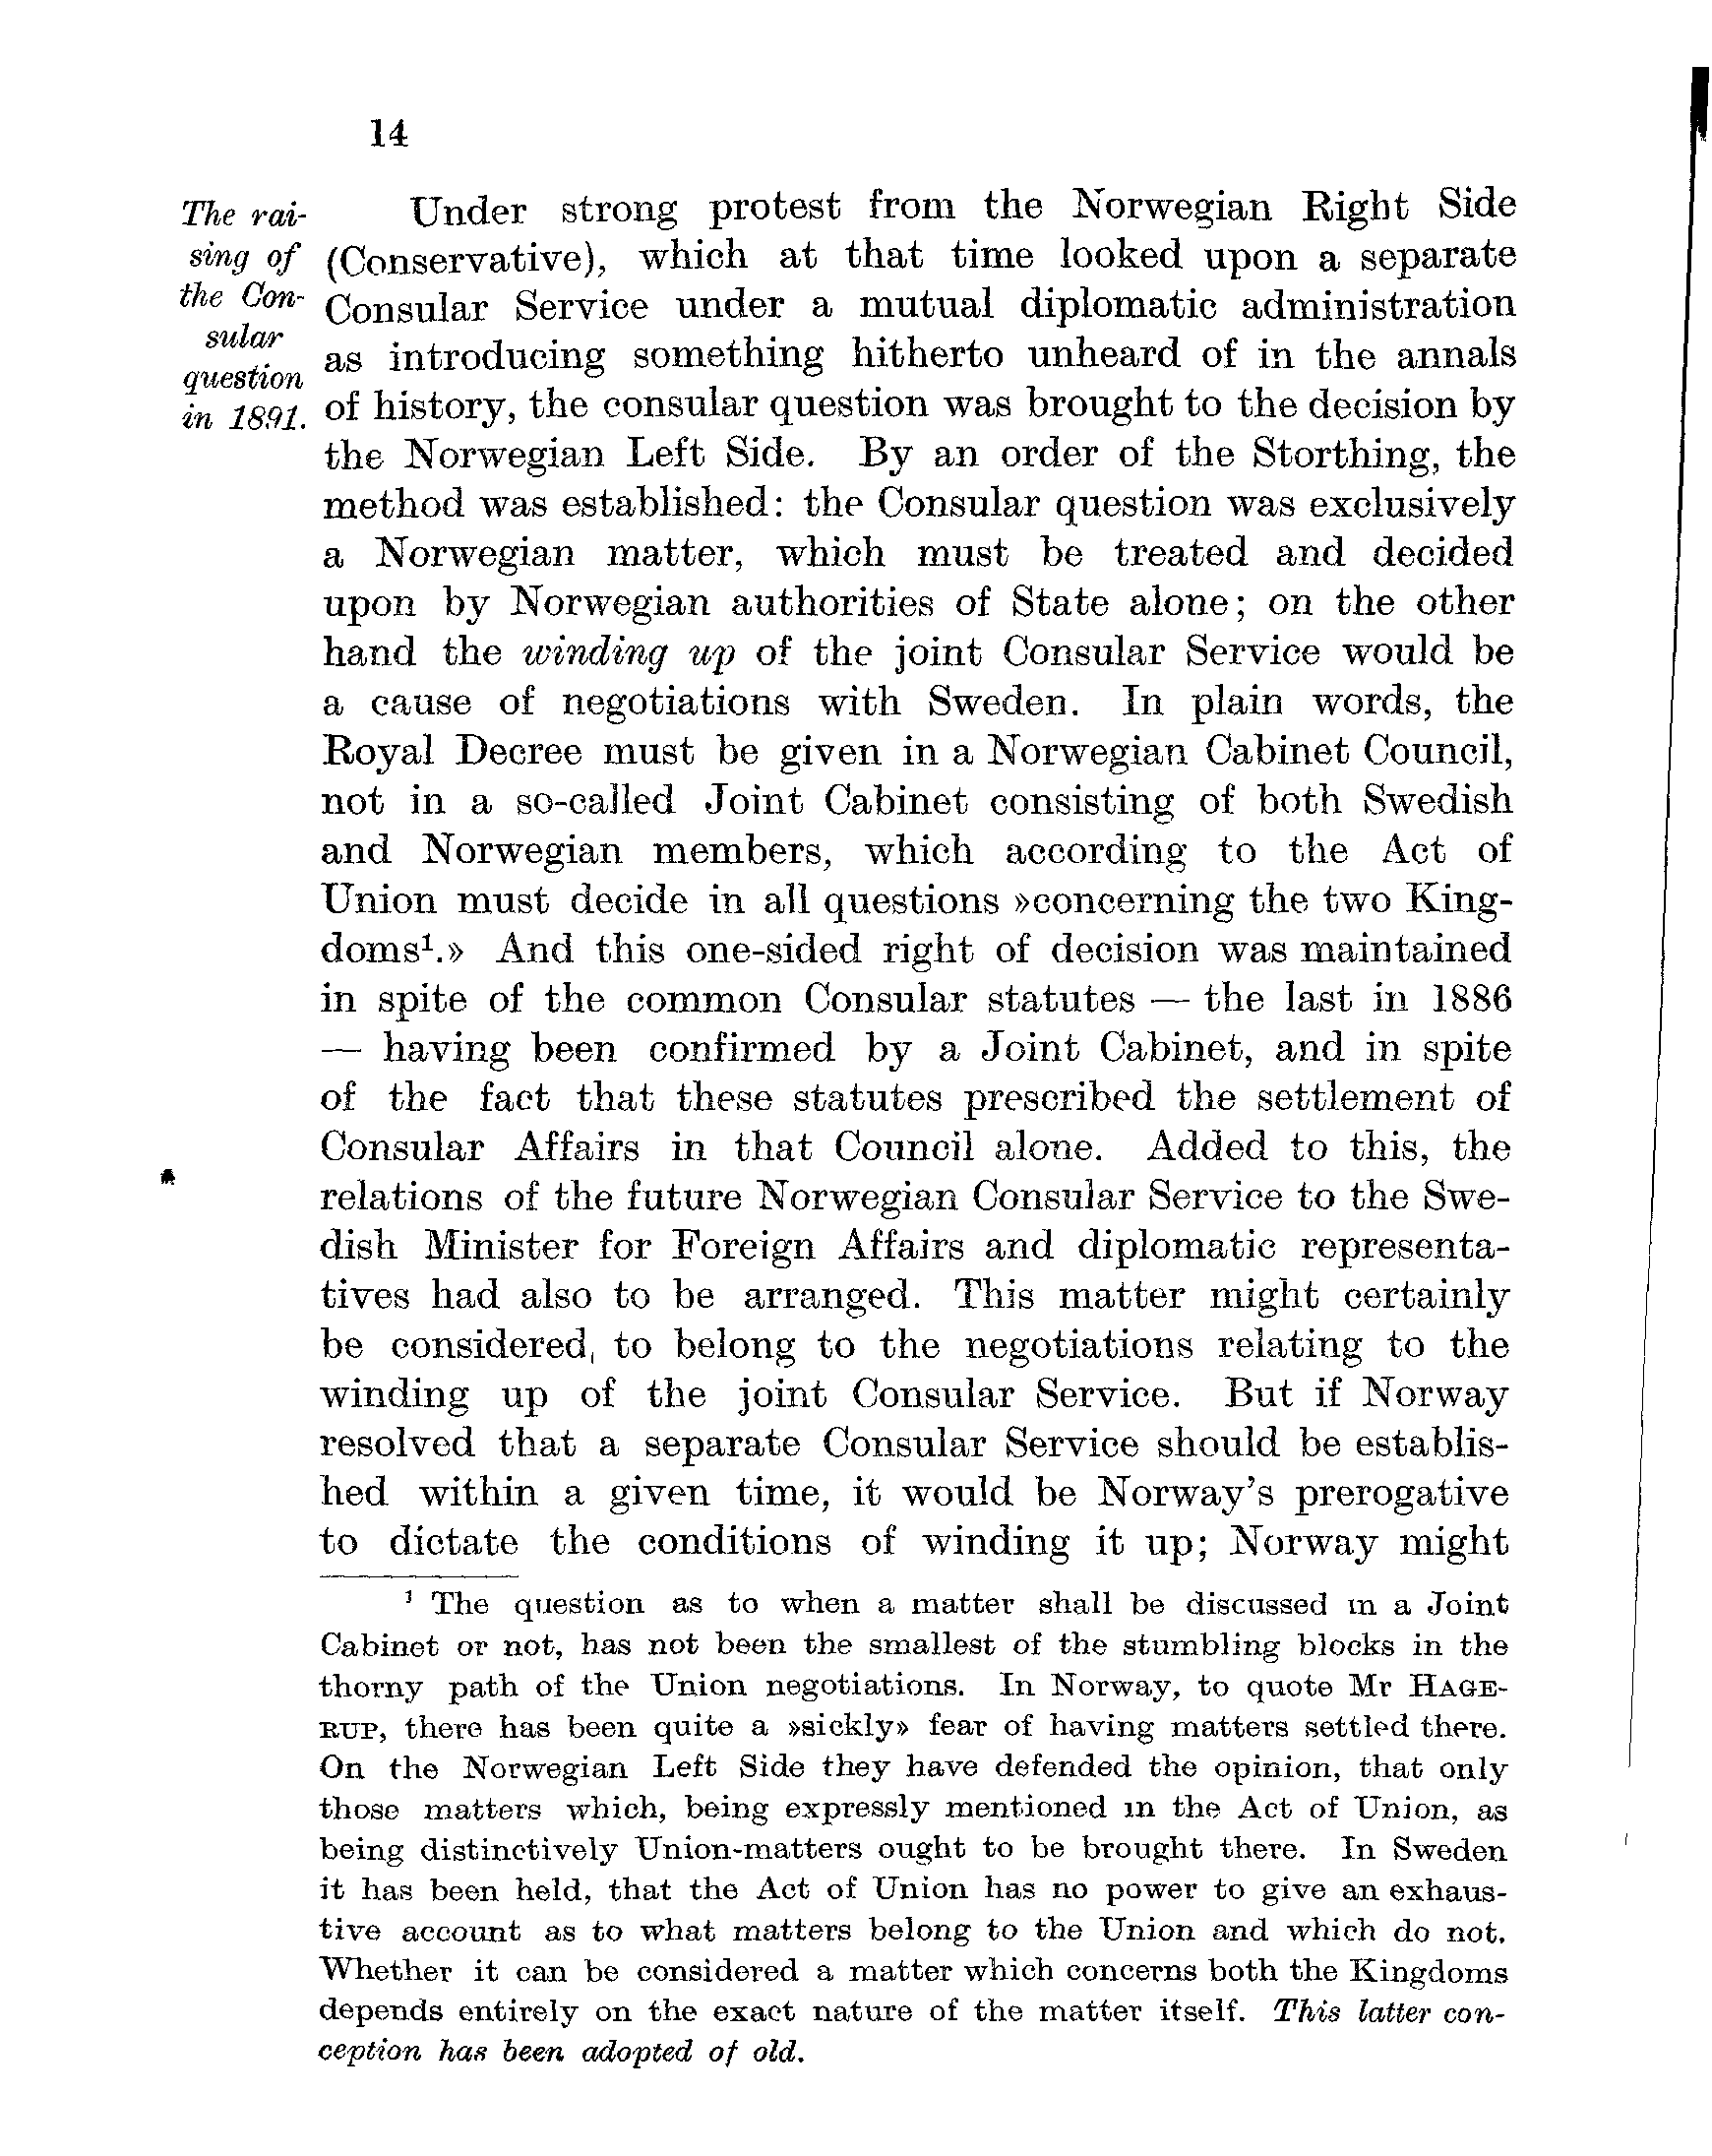 14
The rai-
sing of
the Con-
sular
question
in 1891.
Under strong protest from the Norwegian Right Side
(Conservative), which at that time looked upon a separate
Consular Service under a mutual diplomatic administration
as introducing something hitherto unheard of in the annals
of history, the consular question was brought to the decision by
the Norwegian Left Side. By an order of the Storthing, the
method was established: the Consular question was exclusively
a Norwegian matter, which must be treated and decided
upon by Norwegian authorities of State alone; on the other
hand the winding up of the joint Consular Service would be
a cause of negotiations with Sweden. In plain words, the
Royal Decree must be given in a Norwegian Cabinet Council,
not in a so-called Joint Cabinet consisting of both Swedish
and Norwegian members, which according to the Act of
Union must decide in all questions »concerning the two King-
doms¹.» And this one-sided right of decision was maintained
in spite of the common Consular statutes — the last in 1886
— having been confirmed by a Joint Cabinet, and in spite
of the fact that these statutes prescribed the settlement of
Consular Affairs in that Council alone. Added to this, the
relations of the future Norwegian Consular Service to the Swe-
dish Minister for Foreign Affairs and diplomatic representa-
tives had also to be arranged. This matter might certainly
be considered, to belong to the negotiations relating to the
winding up of the joint Consular Service. But if Norway
resolved that a separate Consular Service should be establis-
hed within a given time, it would be Norway's prerogative
to dictate the conditions of winding it up; Norway might
¹ The question as to when a matter shall be discussed in a Joint
Cabinet or not, has not been the smallest of the stumbling blocks in the
thorny path of the Union negotiations. In Norway, to quote Mr HAGE-
RUP, there has been quite a »sickly» fear of having matters settled there.
On the Norwegian Left Side they have defended the opinion, that only
those matters which, being expressly mentioned in the Act of Union, as
being distinctively Union-matters ought to be brought there. In Sweden
it has been held, that the Act of Union has no power to give an exhaus-
tive account as to what matters belong to the Union and which do not.
Whether it can be considered a matter which concerns both the Kingdoms
depends entirely on the exact nature of the matter itself. This latter con-
ception has been adopted of old.